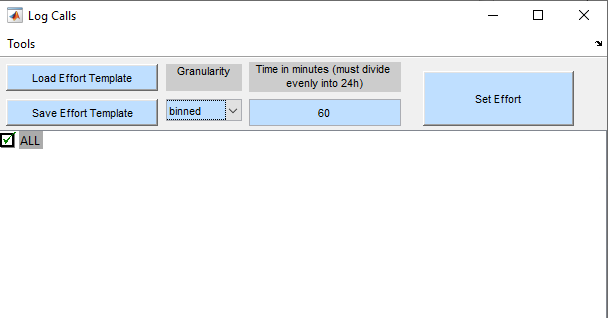 Log Calls
Tools
Load Effort Template
Granularity
Time in minutes (must divide
evenly into 24h)
Set Effort
Save Effort Template
binned
60
ALL